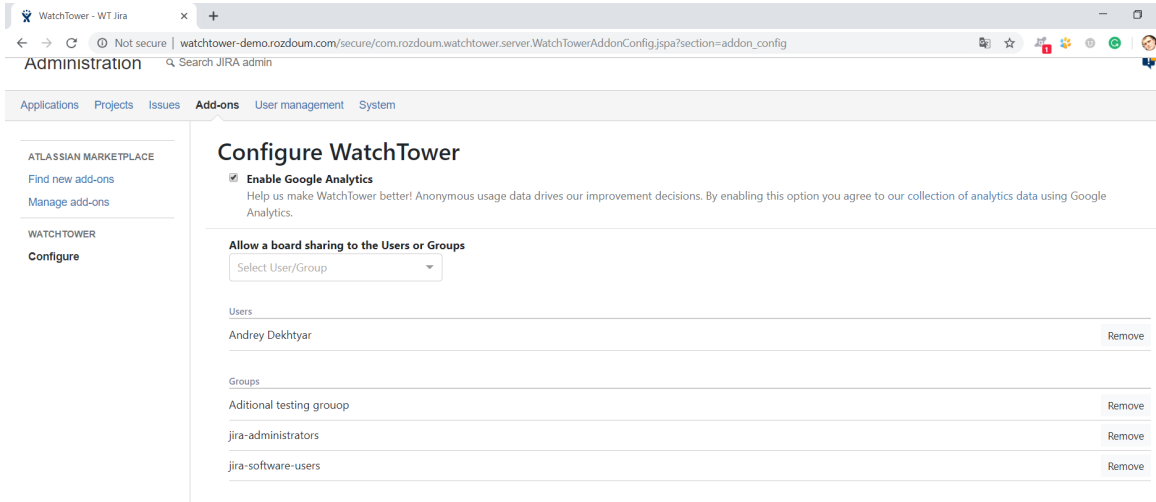 WatchTower - WT Jira
Not secure | watchtower-demo.rozdoum.com/secure/com.rozdoum.watchtower.server.WatchTowerAddonConfig.jspa?section=addon_config
1
Administration Search JIRA admin
Applications Projects Issues Add-ons User management System
ATLASSIAN MARKETPLACE
Find new add-ons
Manage add-ons
WATCHTOWER
Configure
Configure WatchTower
Enable Google Analytics
Help us make WatchTower better! Anonymous usage data drives our improvement decisions. By enabling this option you agree to our collection of analytics data using Google
Analytics.
Allow a board sharing to the Users or Groups
Select User/Group
Users
Andrey Dekhtyar Remove
Groups
Aditional testing grouop Remove
jira-administrators Remove
jira-software-users Remove